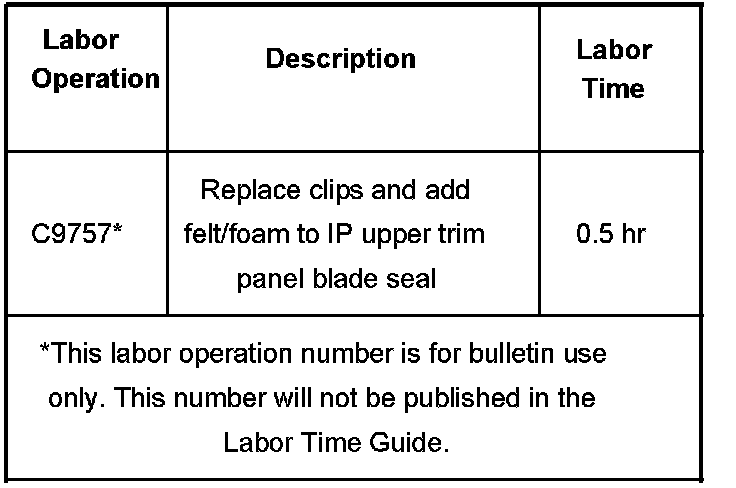 Labor
Operation
Description
Labor
Time
C9757*
Replace clips and add
felt/foam to IP upper trim
panel blade seal
0.5 hr
*This labor operation number is for bulletin use
only. This number will not be published in the
Labor Time Guide.